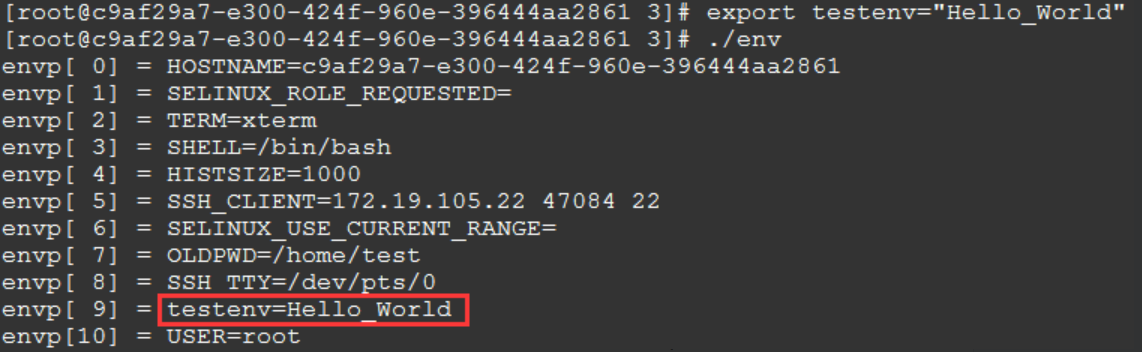 [root@c9af29a7-e300-424f-960e-396444aa2861 3]# export testenv="Hello_World"
[root@c9af29a7-e300-424f-960e-396444aa2861 3]# ./env
envp[ 0] = HOSTNAME=c9af29a7-e300-424f-960e-396444aa2861
envp[ 1] = SELINUX_ROLE_REQUESTED=
envp[ 2] = TERM=xterm
envp[ 3] = SHELL=/bin/bash
envp[ 4] = HISTSIZE=1000
envp[ 5] = SSH_CLIENT=172.19.105.22 47084 22
envp[ 6] = SELINUX_USE_CURRENT_RANGE=
envp[ 7] = OLDPWD=/home/test
envp[ 8] = SSH_TTY=/dev/pts/0
envp[ 9] = testenv=Hello_World
envp[10] = USER=root